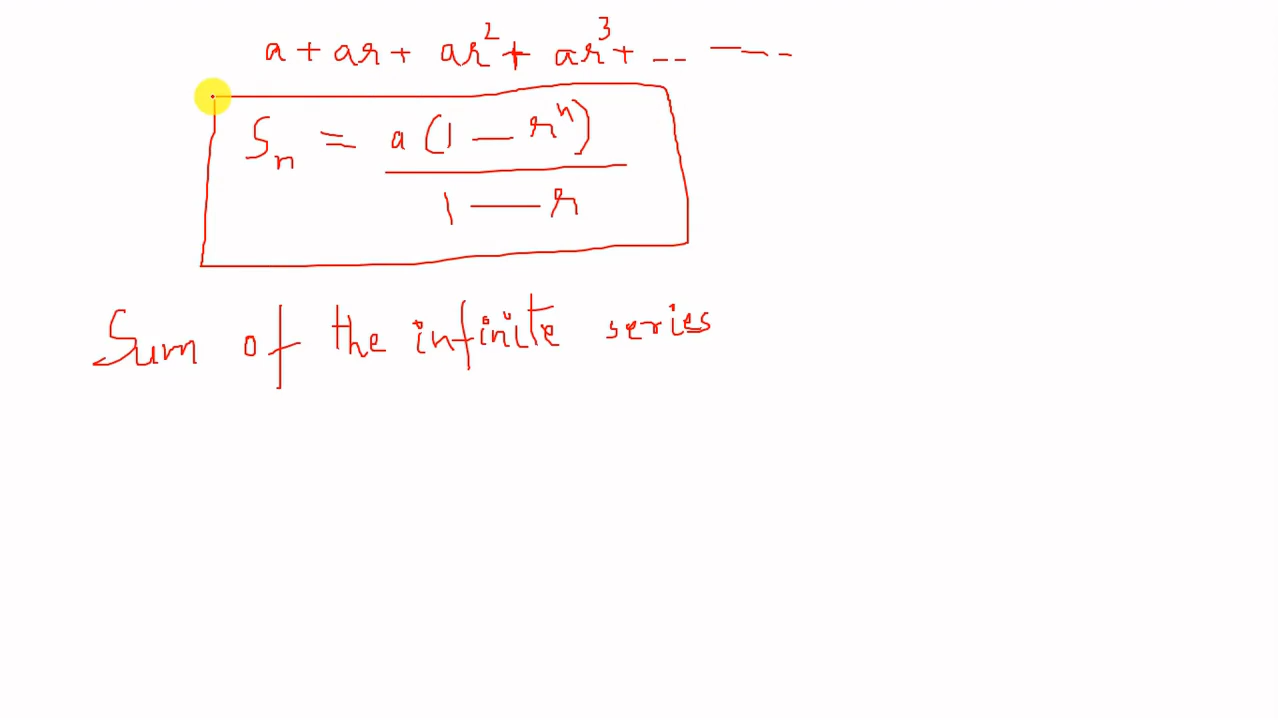 a + ar + ar² + ar³ + -- ---
Sₙ = a (1 - rⁿ)
1 - r
Sum of the infinite series